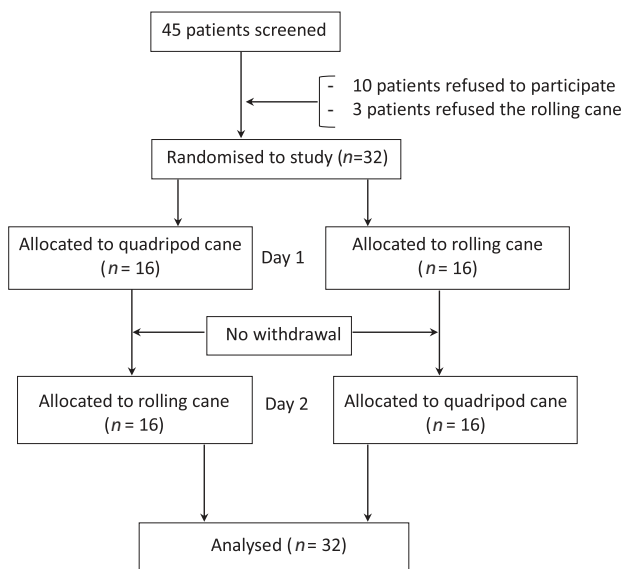 45 patients screened
- 10 patients refused to participate
- 3 patients refused the rolling cane
Randomised to study (n=32)
Allocated to quadripod cane
(n = 16)
Day 1
Allocated to rolling cane
(n = 16)
No withdrawal
Allocated to rolling cane
(n = 16)
Day 2
Allocated to quadripod cane
(n = 16)
Analysed (n = 32)